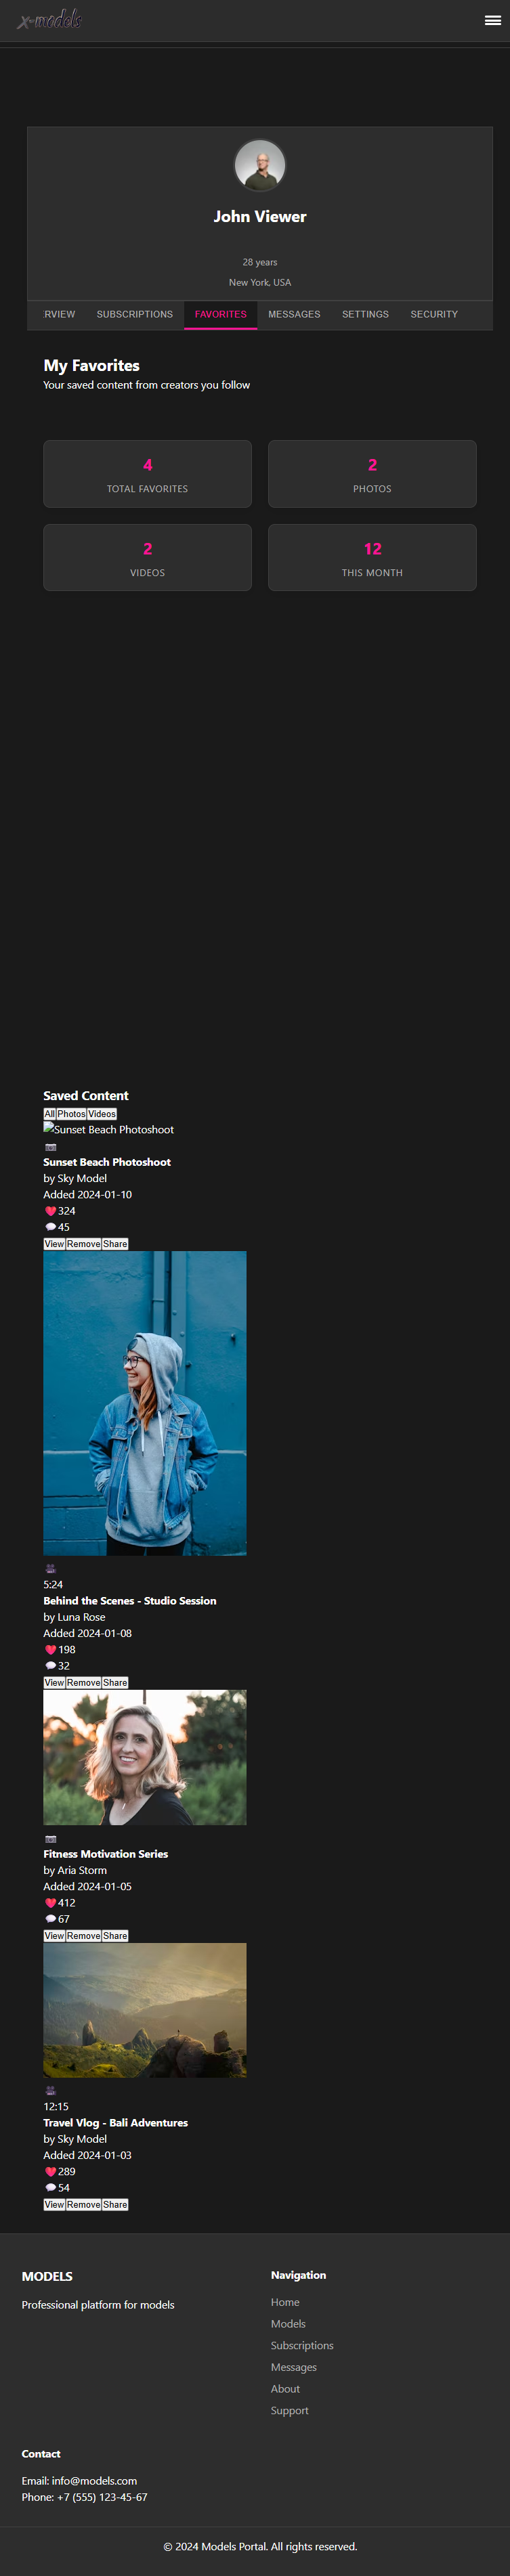 x-models
John Viewer
28 years
New York, USA
RVIEW SUBSCRIPTIONS FAVORITES MESSAGES SETTINGS SECURITY
My Favorites
Your saved content from creators you follow
4 2
TOTAL FAVORITES PHOTOS
2 12
VIDEOS THIS MONTH
Saved Content
All Photos Videos
Sunset Beach Photoshoot
Sunset Beach Photoshoot
by Sky Model
Added 2024-01-10
324
45
View Remove Share
5:24
Behind the Scenes - Studio Session
by Luna Rose
Added 2024-01-08
198
32
View Remove Share
Fitness Motivation Series
by Aria Storm
Added 2024-01-05
412
67
View Remove Share
12:15
Travel Vlog - Bali Adventures
by Sky Model
Added 2024-01-03
289
54
View Remove Share
MODELS
Professional platform for models
Navigation
Home
Models
Subscriptions
Messages
About
Support
Contact
Email: info@models.com
Phone: +7 (555) 123-45-67
© 2024 Models Portal. All rights reserved.